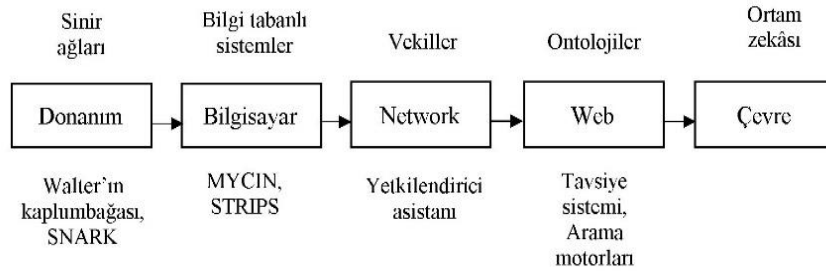 Sinir
ağları
Bilgi tabanlı
sistemler
Vekiller
Ontolojiler
Ortam
zekâsı
Donanım
Bilgisayar
Network
Web
Çevre
Walter'ın
kaplumbağası,
SNARK
MYCIN,
STRIPS
Yetkilendirici
asistanı
Tavsiye
sistemi,
Arama
motorları